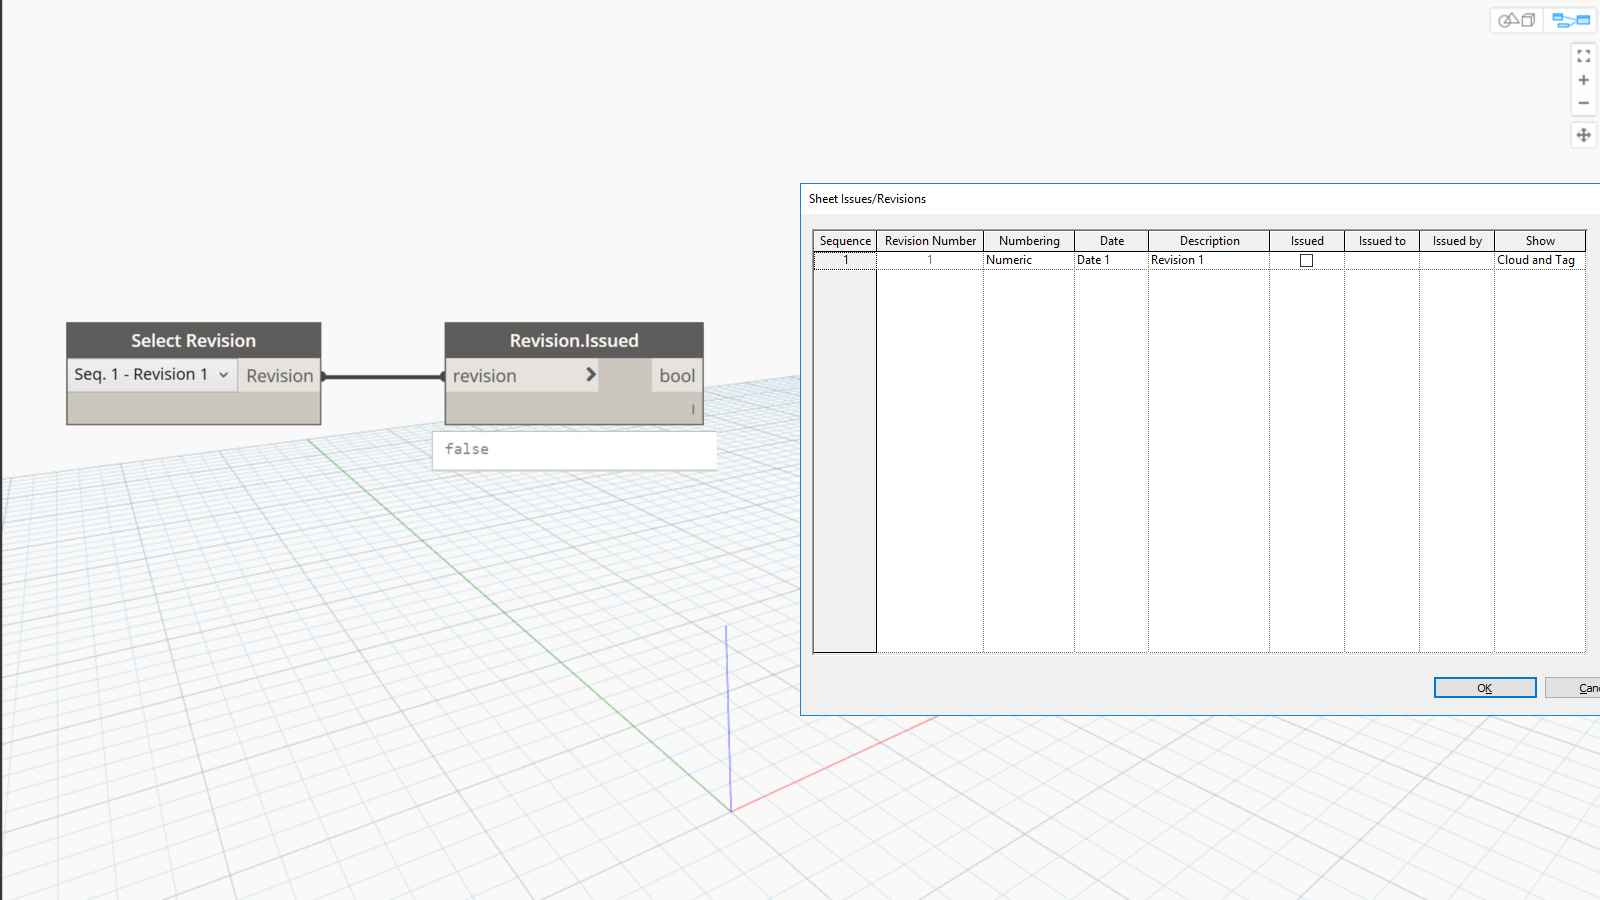 Select Revision
Seq. 1 - Revision 1
Revision
Revision.Issued
revision
bool
false
Sheet Issues/Revisions
Sequence Revision Number Numbering Date Description Issued Issued to Issued by Show
1 1 Numeric Date 1 Revision 1 Cloud and Tag
OK
Can